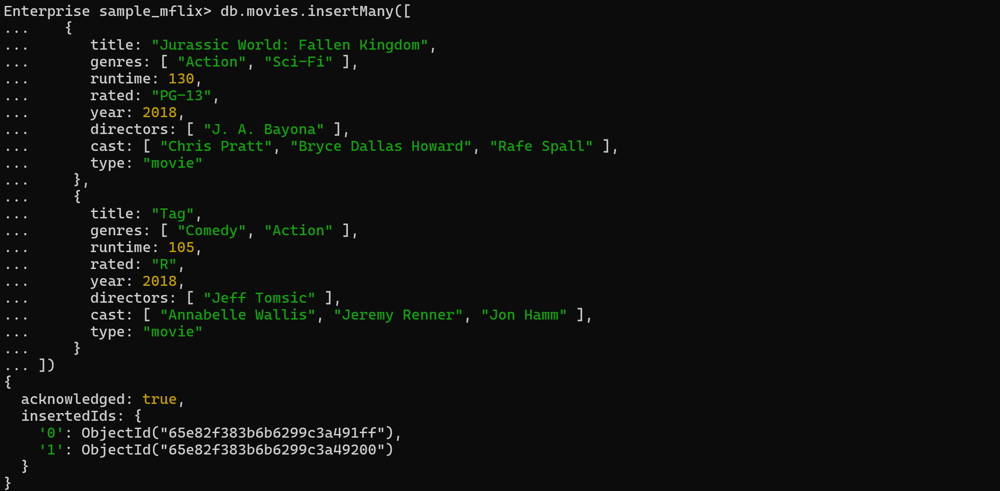 Enterprise sample_mflix> db.movies.insertMany([
...    {
...       title: "Jurassic World: Fallen Kingdom",
...       genres: [ "Action", "Sci-Fi" ],
...       runtime: 130,
...       rated: "PG-13",
...       year: 2018,
...       directors: [ "J. A. Bayona" ],
...       cast: [ "Chris Pratt", "Bryce Dallas Howard", "Rafe Spall" ],
...       type: "movie"
...     },
...     {
...       title: "Tag",
...       genres: [ "Comedy", "Action" ],
...       runtime: 105,
...       rated: "R",
...       year: 2018,
...       directors: [ "Jeff Tomsic" ],
...       cast: [ "Annabelle Wallis", "Jeremy Renner", "Jon Hamm" ],
...       type: "movie"
...     }
... ])
{
  acknowledged: true,
  insertedIds: {
    '0': ObjectId("65e82f383b6b6299c3a491ff"),
    '1': ObjectId("65e82f383b6b6299c3a49200")
  }
}